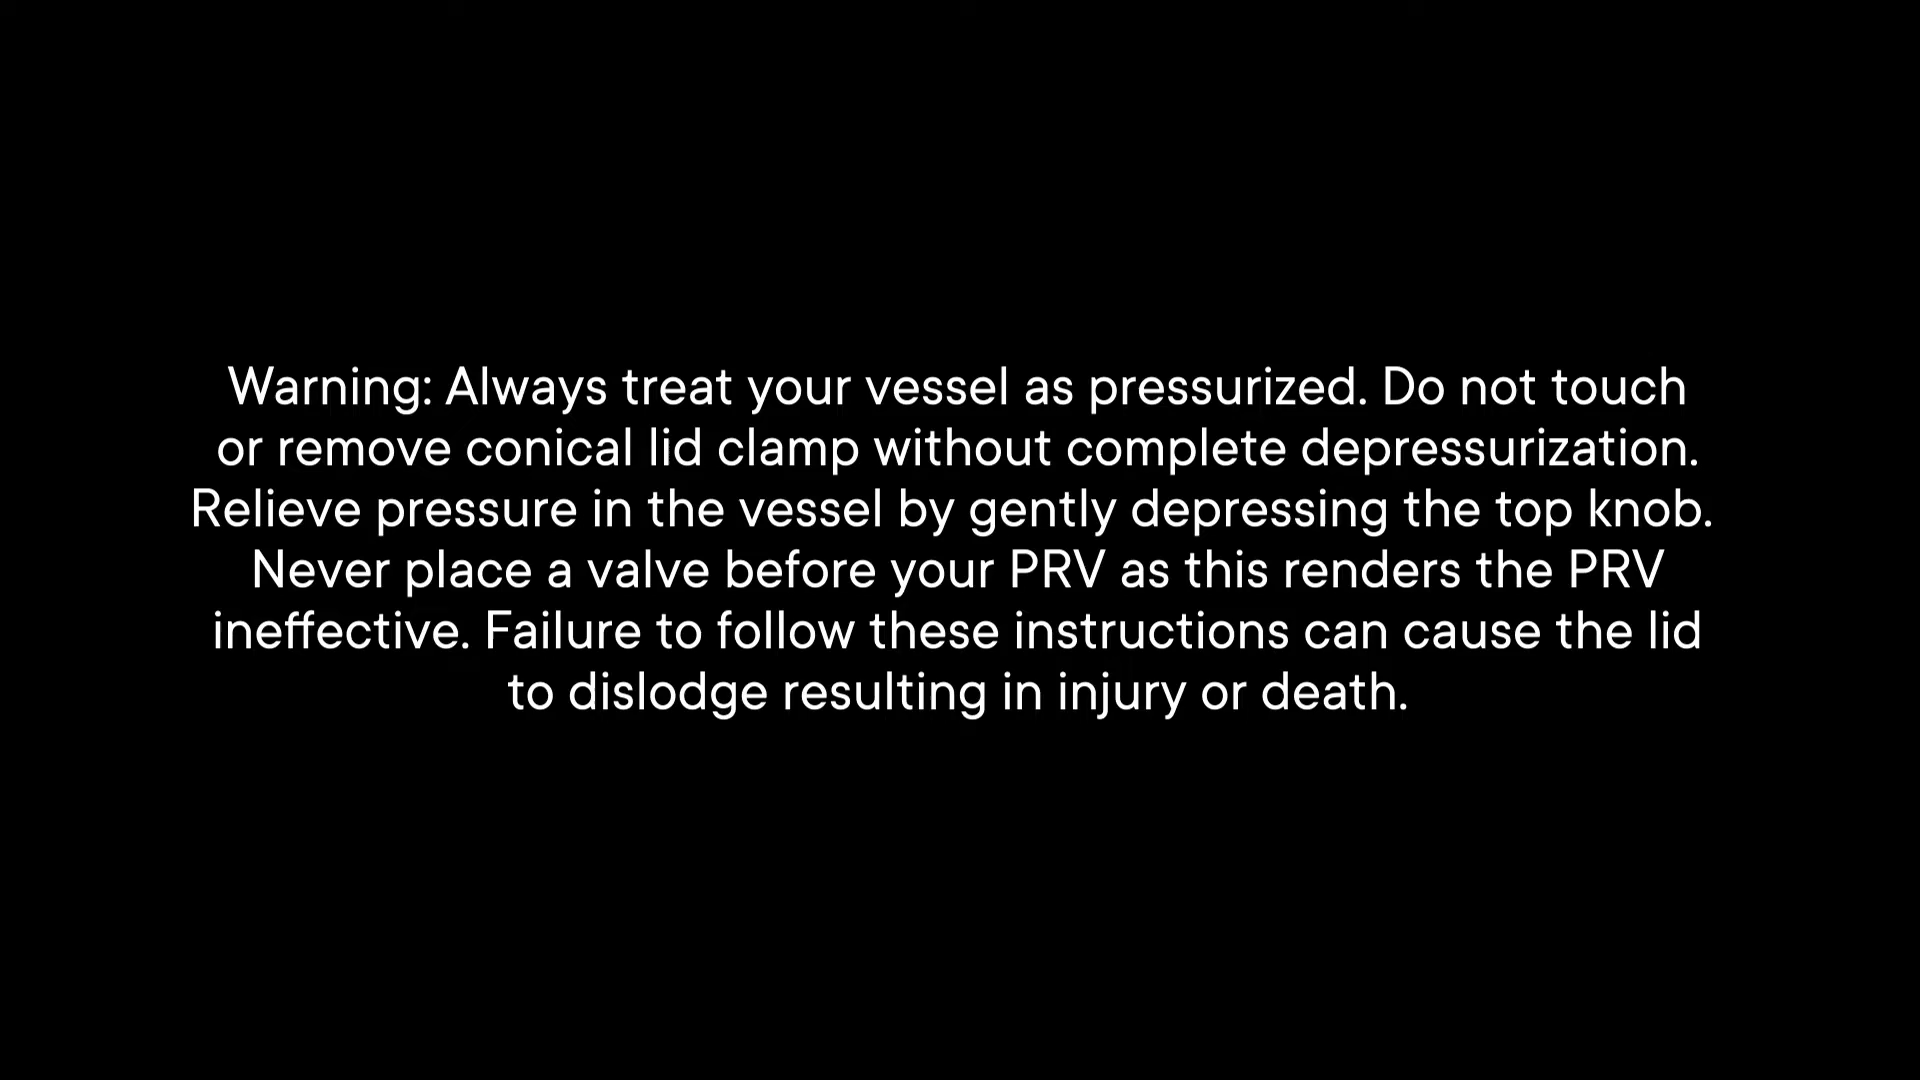 Warning: Always treat your vessel as pressurized. Do not touch
or remove conical lid clamp without complete depressurization.
Relieve pressure in the vessel by gently depressing the top knob.
Never place a valve before your PRV as this renders the PRV
ineffective. Failure to follow these instructions can cause the lid
to dislodge resulting in injury or death.